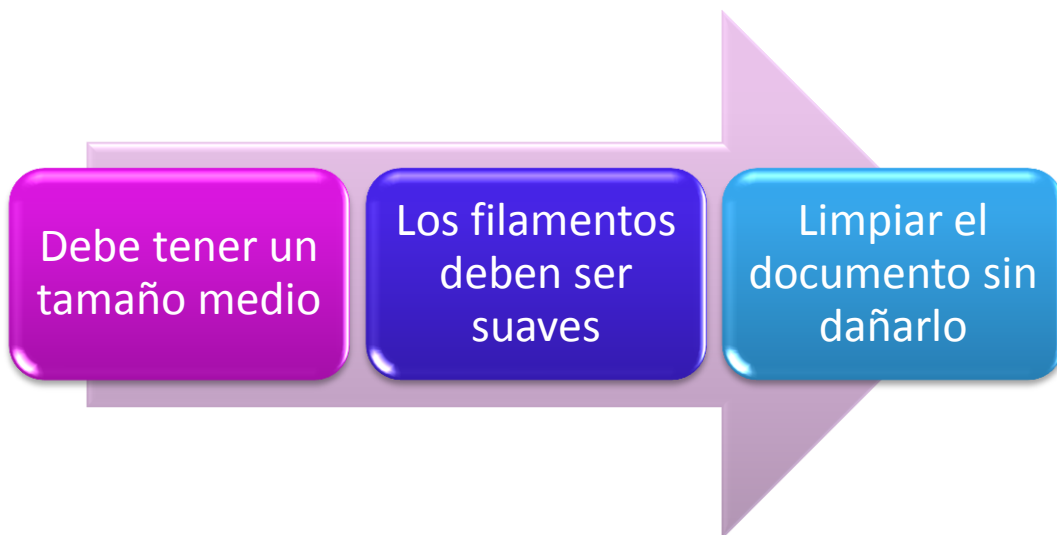 Debe tener un
tamaño medio
Los filamentos
deben ser
suaves
Limpiar el
documento sin
dañarlo